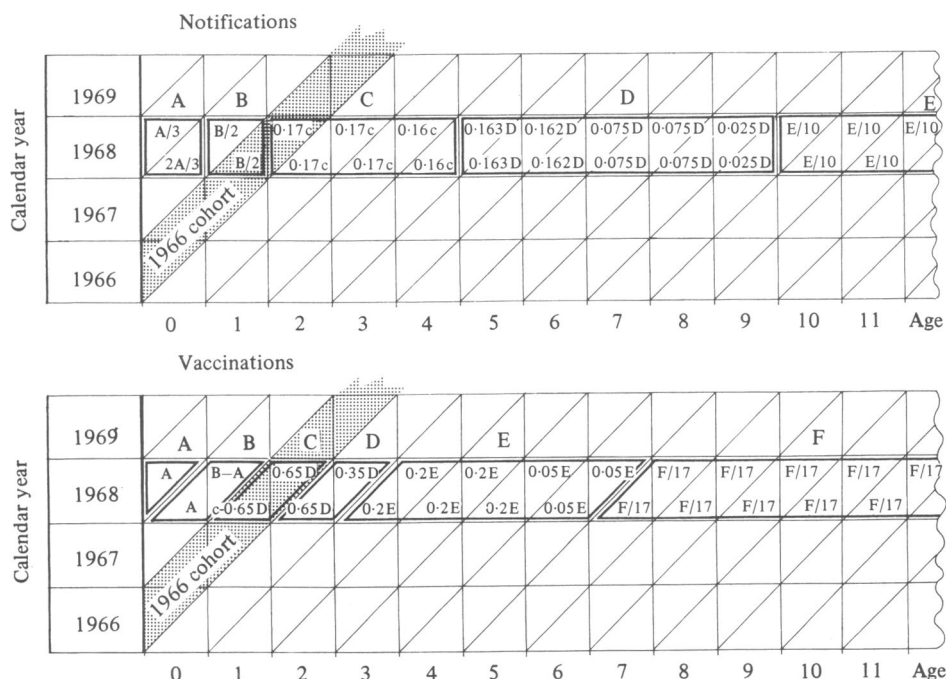 Notifications
Calendar year
1969 A B C D E
1968
A/3 B/2 0·17c 0·17c 0·16c 0·163D 0·162D 0·075D 0·075D 0·025D E/10 E/10 E/10
2A/3 B/2 0·17c 0·17c 0·16c 0·163D 0·162D 0·075D 0·075D 0·025D E/10 E/10
1967
1966 cohort
1966
0 1 2 3 4 5 6 7 8 9 10 11 Age
Vaccinations
Calendar year
1969 A B C D E F
1968
A B–A 0·65D 0·35D 0·2E 0·2E 0·05E 0·05E F/17 F/17 F/17 F/17 F/17
A c-0·65D 0·65D 0·2E 0·2E 0·2E 0·05E F/17 F/17 F/17 F/17 F/17
1967
1966 cohort
1966
0 1 2 3 4 5 6 7 8 9 10 11 Age